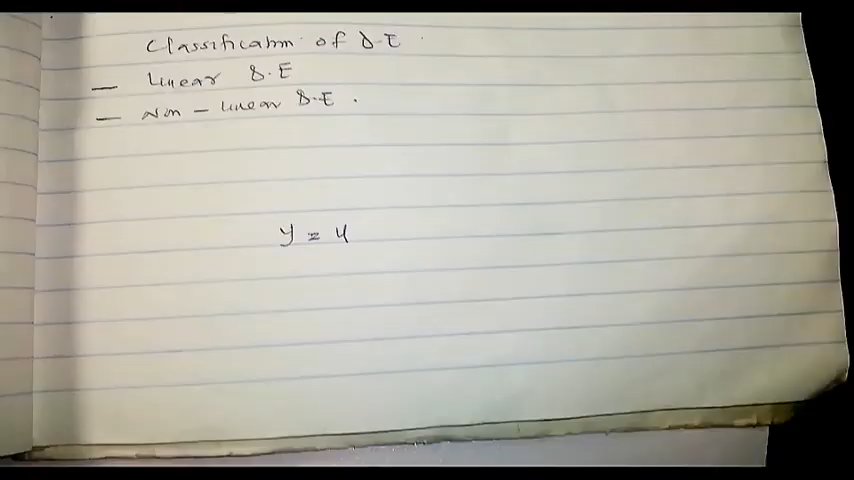 Classification of D.E
— Linear D.E
— Non - linear D.E.
y = 4